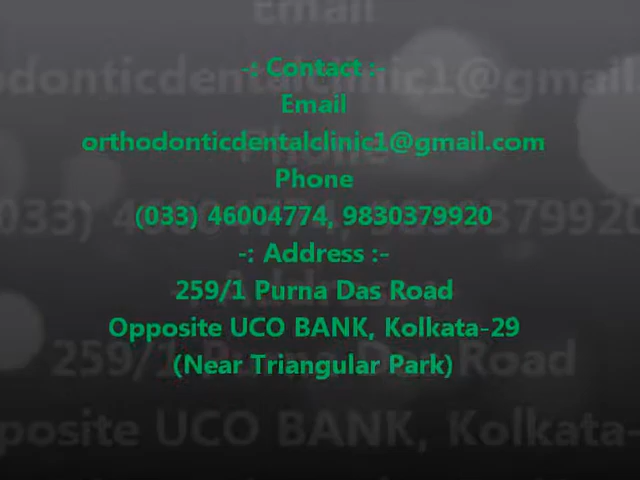 -: Contact :-
Email
orthodonticdentalclinic1@gmail.com
Phone
(033) 46004774, 9830379920
-: Address :-
259/1 Purna Das Road
Opposite UCO BANK, Kolkata-29
(Near Triangular Park)